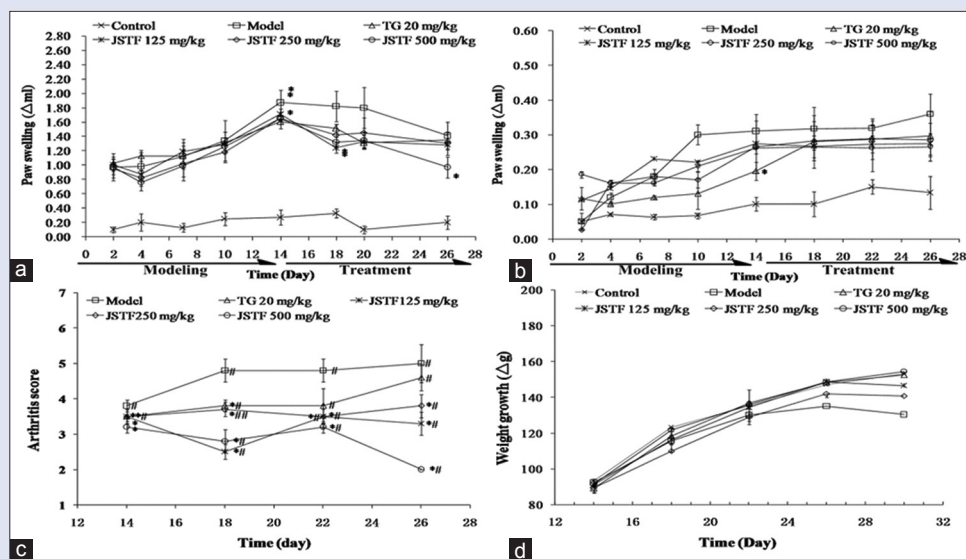 Control Model TG 20 mg/kg
JSTF 125 mg/kg JSTF 250 mg/kg JSTF 500 mg/kg
Paw swelling (△ml)
2.80
2.60
2.40
2.20
2.00
1.80
1.60
1.40
1.20
1.00
0.80
0.60
0.40
0.20
0.00
0 2 4 6 8 10 12 14 16 18 20 22 24 26 28
Modeling Time (Day) Treatment
a
Control Model TG 20 mg/kg
JSTF 125 mg/kg JSTF 250 mg/kg JSTF 500 mg/kg
Paw swelling (△ml)
0.60
0.50
0.40
0.30
0.20
0.10
0.00
0 2 4 6 8 10 12 14 16 18 20 22 24 26 28
Modeling Time (Day) Treatment
b
Model TG 20 mg/kg JSTF125 mg/kg
JSTF250 mg/kg JSTF 500 mg/kg
Arthritis score
7
6
5
4
3
2
1
12 14 16 18 20 22 24 26 28
Time (day)
c
Control Model TG 20 mg/kg
JSTF 125 mg/kg JSTF 250 mg/kg JSTF 500 mg/kg
Weight growth (△g)
200
180
160
140
120
100
80
12 16 20 24 28 32
Time (Day)
d